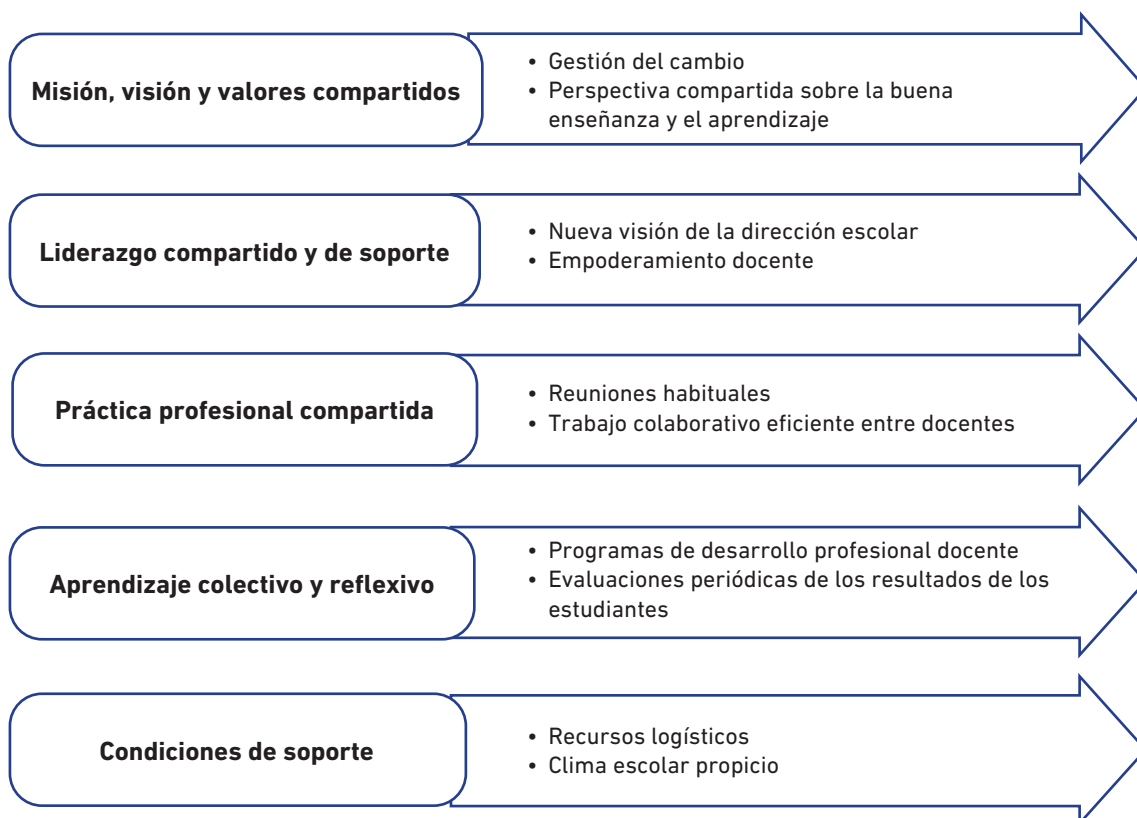 Misión, visión y valores compartidos
• Gestión del cambio
• Perspectiva compartida sobre la buena
enseñanza y el aprendizaje
Liderazgo compartido y de soporte
• Nueva visión de la dirección escolar
• Empoderamiento docente
Práctica profesional compartida
• Reuniones habituales
• Trabajo colaborativo eficiente entre docentes
Aprendizaje colectivo y reflexivo
• Programas de desarrollo profesional docente
• Evaluaciones periódicas de los resultados de los
estudiantes
Condiciones de soporte
• Recursos logísticos
• Clima escolar propicio